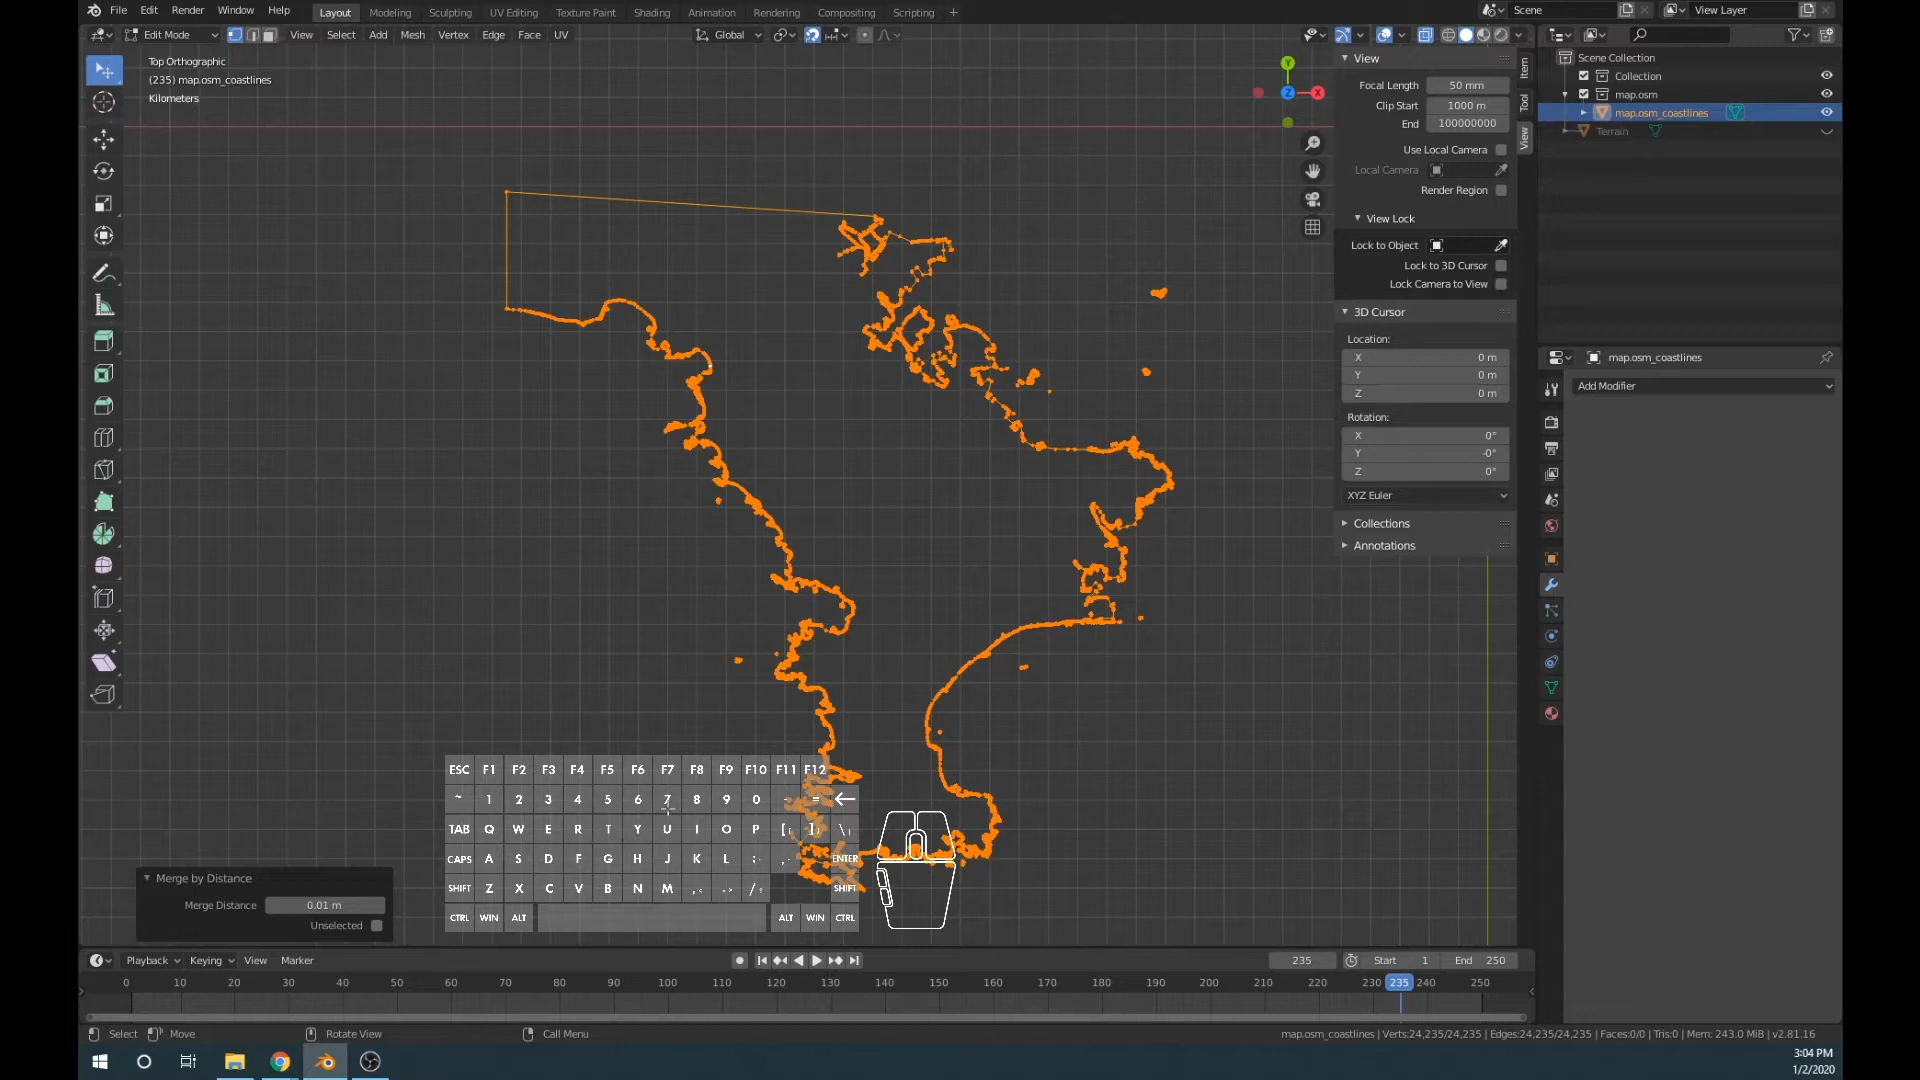 File Edit Render Window Help Layout Modeling Sculpting UV Editing Texture Paint Shading Animation Rendering Compositing Scripting + Scene View Layer
Edit Mode View Select Add Mesh Vertex Edge Face UV Global
Top Orthographic
(235) map.osm_coastlines
Kilometers
Y
Z
X
View
Focal Length 50 mm
Clip Start 1000 m
End 100000000
Use Local Camera
Local Camera
Render Region
View Lock
Lock to Object
Lock to 3D Cursor
Lock Camera to View
3D Cursor
Location:
X 0 m
Y 0 m
Z 0 m
Rotation:
X 0°
Y -0°
Z 0°
XYZ Euler
Collections
Annotations
Item
Tool
View
Scene Collection
Collection
map.osm
map.osm_coastlines
Terrain
map.osm_coastlines
Add Modifier
ESC F1 F2 F3 F4 F5 F6 F7 F8 F9 F10 F11 F12
~ 1 2 3 4 5 6 7 8 9 0 - =
TAB Q W E R T Y U I O P [ ] \
CAPS A S D F G H J K L ; ENTER
SHIFT Z X C V B N M , . / SHIFT
CTRL WIN ALT ALT WIN CTRL
Merge by Distance
Merge Distance 0.01 m
Unselected
Playback Keying View Marker 235 Start 1 End 250
0 10 20 30 40 50 60 70 80 90 100 110 120 130 140 150 160 170 180 190 200 210 220 230 235 240 250
Select Move Rotate View Call Menu map.osm_coastlines | Verts:24,235/24,235 | Edges:24,235/24,235 | Faces:0/0 | Tris:0 | Mem: 243.0 MiB | v2.81.16
3:04 PM
1/2/2020